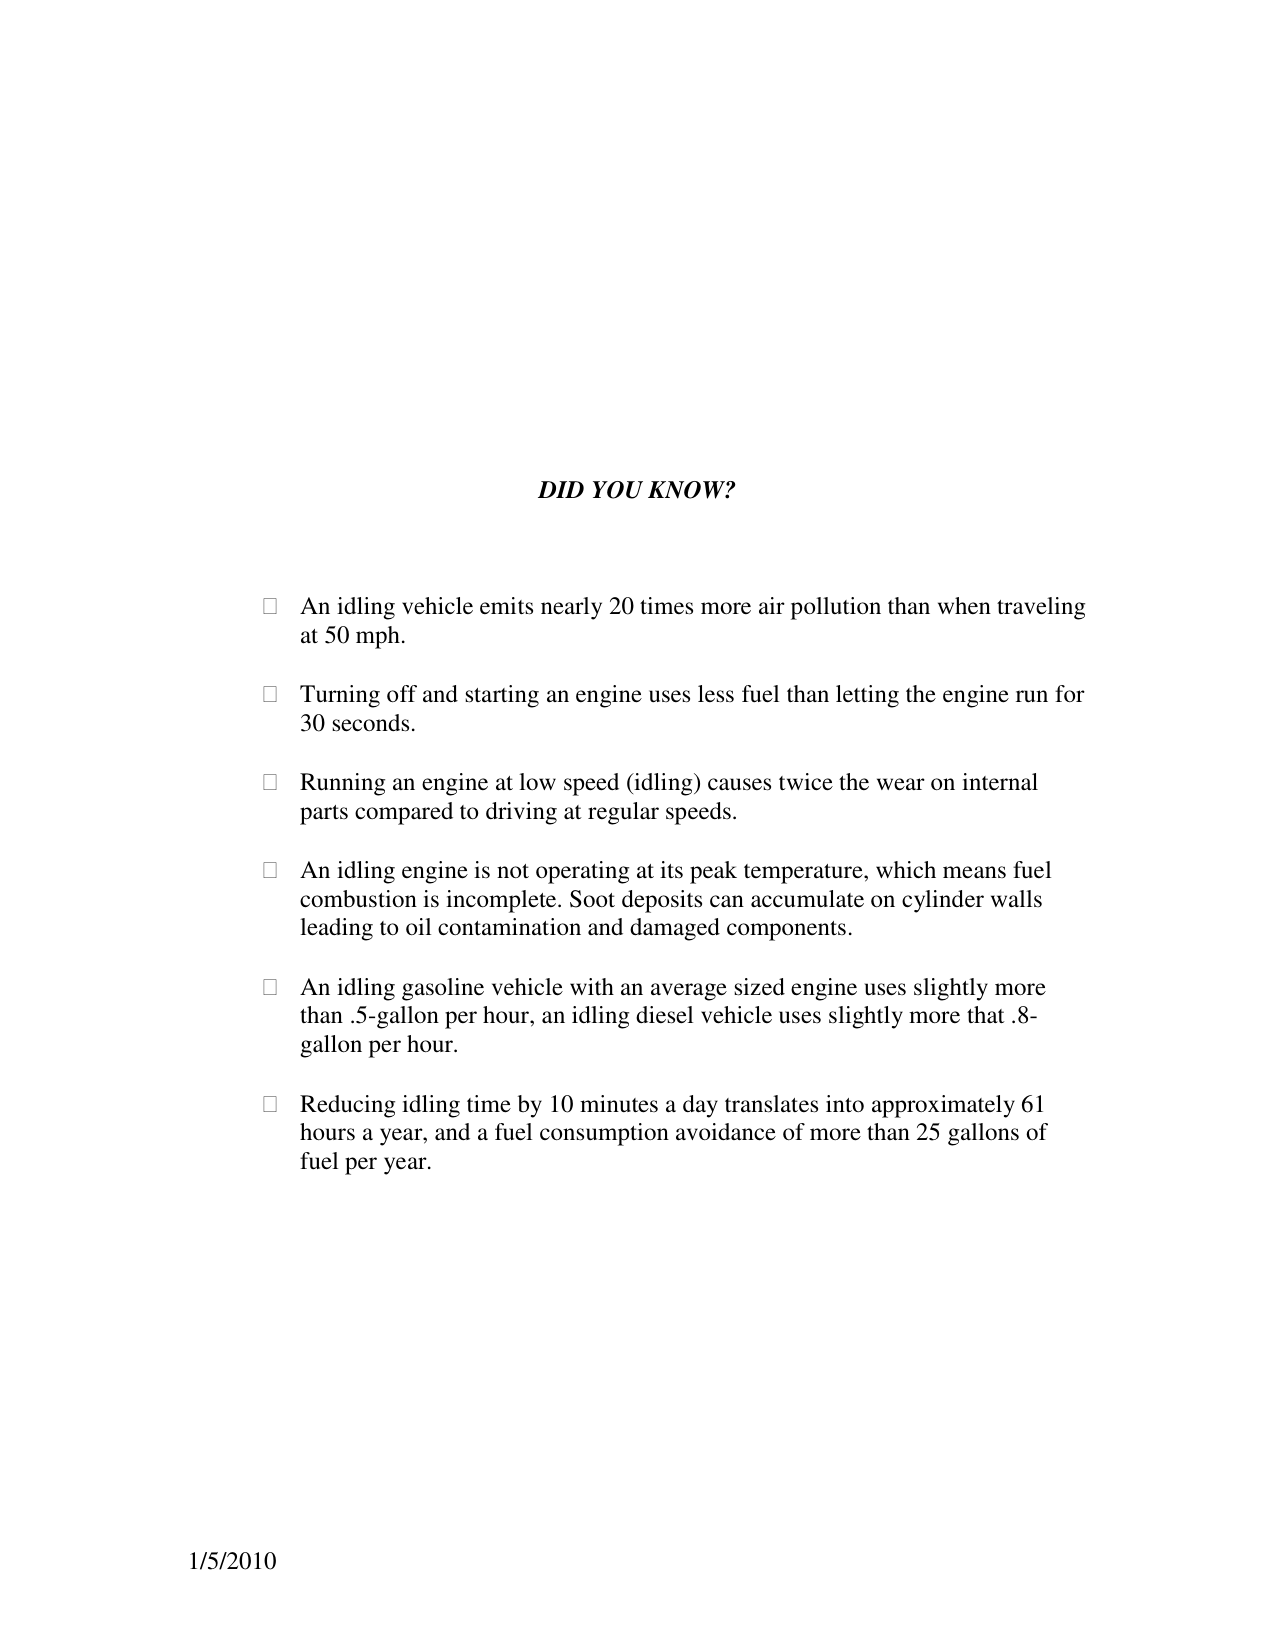 DID YOU KNOW?
An idling vehicle emits nearly 20 times more air pollution than when traveling
at 50 mph.
Turning off and starting an engine uses less fuel than letting the engine run for
30 seconds.
Running an engine at low speed (idling) causes twice the wear on internal
parts compared to driving at regular speeds.
An idling engine is not operating at its peak temperature, which means fuel
combustion is incomplete. Soot deposits can accumulate on cylinder walls
leading to oil contamination and damaged components.
An idling gasoline vehicle with an average sized engine uses slightly more
than .5-gallon per hour, an idling diesel vehicle uses slightly more that .8-
gallon per hour.
Reducing idling time by 10 minutes a day translates into approximately 61
hours a year, and a fuel consumption avoidance of more than 25 gallons of
fuel per year.
1/5/2010